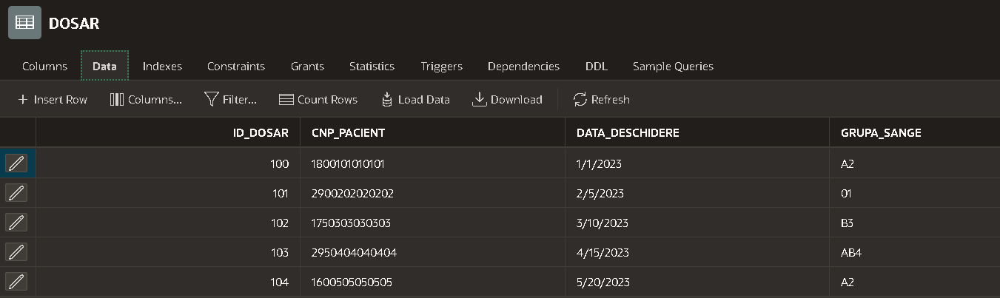 DOSAR
Columns Data Indexes Constraints Grants Statistics Triggers Dependencies DDL Sample Queries
Insert Row Columns... Filter... Count Rows Load Data Download Refresh
ID_DOSAR CNP_PACIENT DATA_DESCHIDERE GRUPA_SANGE
100 1800101010101 1/1/2023 A2
101 2900202020202 2/5/2023 01
102 1750303030303 3/10/2023 B3
103 2950404040404 4/15/2023 AB4
104 1600505050505 5/20/2023 A2